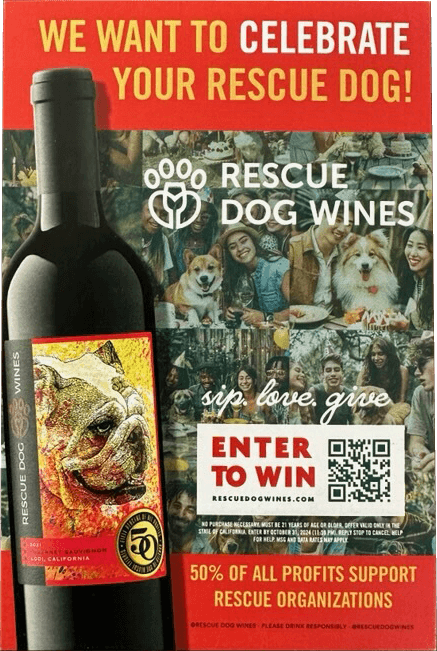 WE WANT TO CELEBRATE
YOUR RESCUE DOG!
RESCUE
DOG WINES
sip. love. give
ENTER
TO WIN
RESCUEDOGWINES.COM
NO PURCHASE NECESSARY. MUST BE 21 YEARS OF AGE OR OLDER. OFFER VALID ONLY IN THE
STATE OF CALIFORNIA. ENTER BY OCTOBER 31, 2024 (11:59 PM). REPLY STOP TO CANCEL, HELP
FOR HELP. MSG AND DATA RATES MAY APPLY.
RESCUE DOG WINES
2021
CABERNET SAUVIGNON
LODI, CALIFORNIA
50
50% OF ALL PROFITS SUPPORT
RESCUE ORGANIZATIONS
©RESCUE DOG WINES · PLEASE DRINK RESPONSIBLY · @RESCUEDOGWINES